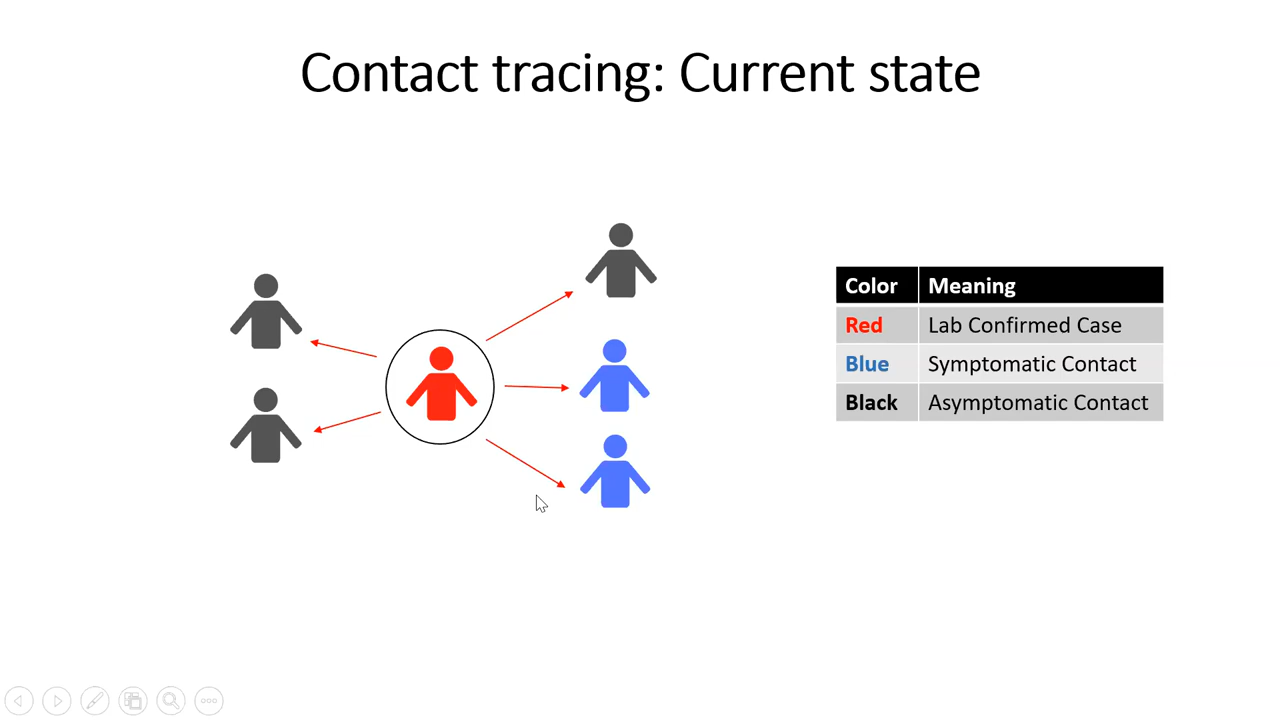 Contact tracing: Current state
Color Meaning
Red Lab Confirmed Case
Blue Symptomatic Contact
Black Asymptomatic Contact